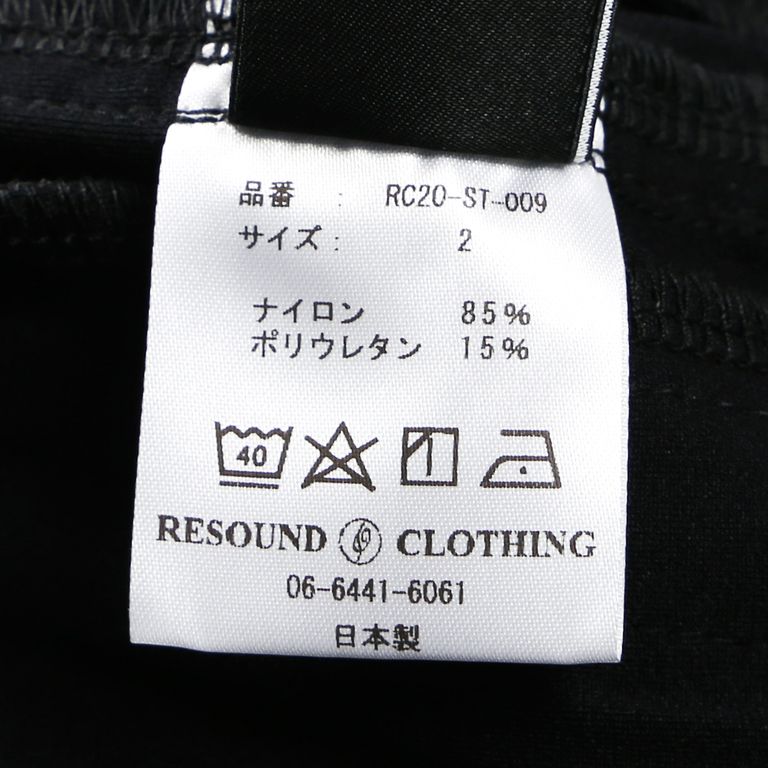 品番 : RC20-ST-009
サイズ: 2
ナイロン 85%
ポリウレタン 15%
40
RESOUND CLOTHING
06-6441-6061
日本製